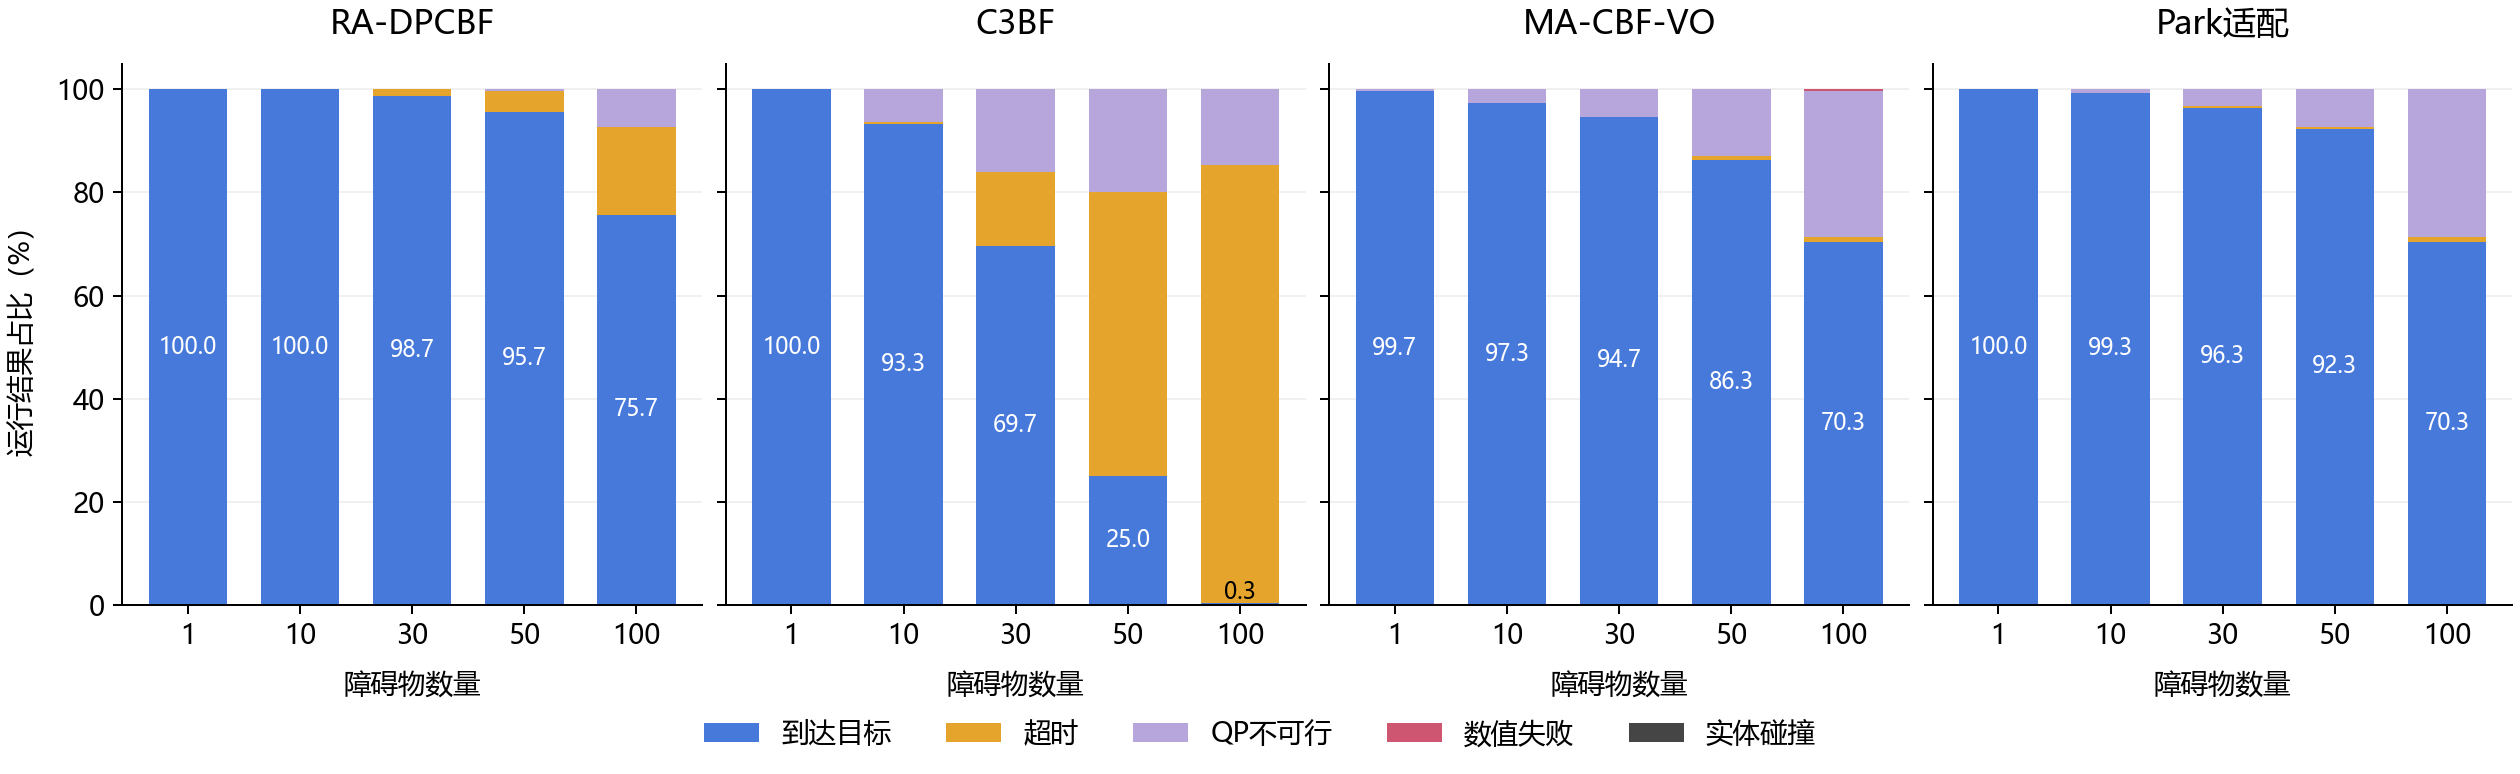 RA-DPCBF
C3BF
MA-CBF-VO
Park适配
运行结果占比（%）
100
80
60
40
20
0
100.0
100.0
98.7
95.7
75.7
100.0
93.3
69.7
25.0
0.3
99.7
97.3
94.7
86.3
70.3
100.0
99.3
96.3
92.3
70.3
1 10 30 50 100
1 10 30 50 100
1 10 30 50 100
1 10 30 50 100
障碍物数量
障碍物数量
障碍物数量
障碍物数量
到达目标 超时 QP不可行 数值失败 实体碰撞